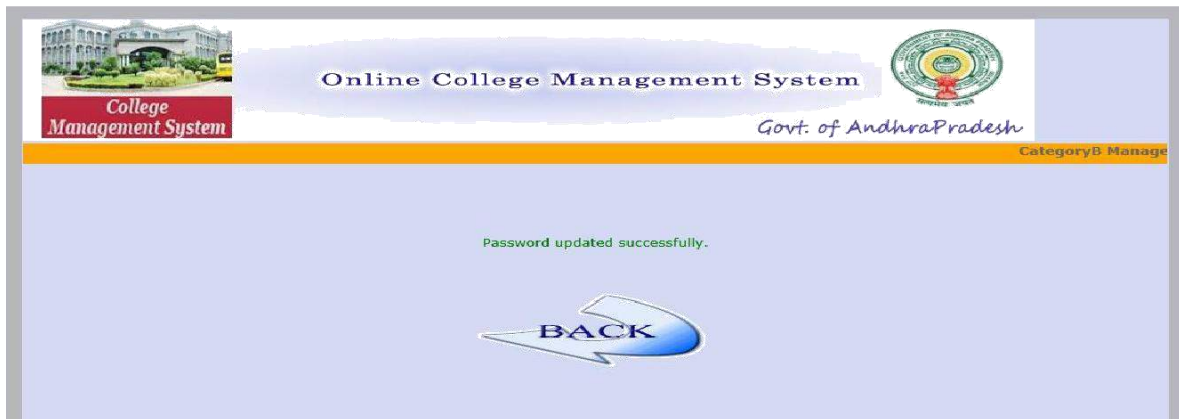 Online College Management System
College
Management System
Govt. of AndhraPradesh
CategoryB Manage
Password updated successfully.
BACK